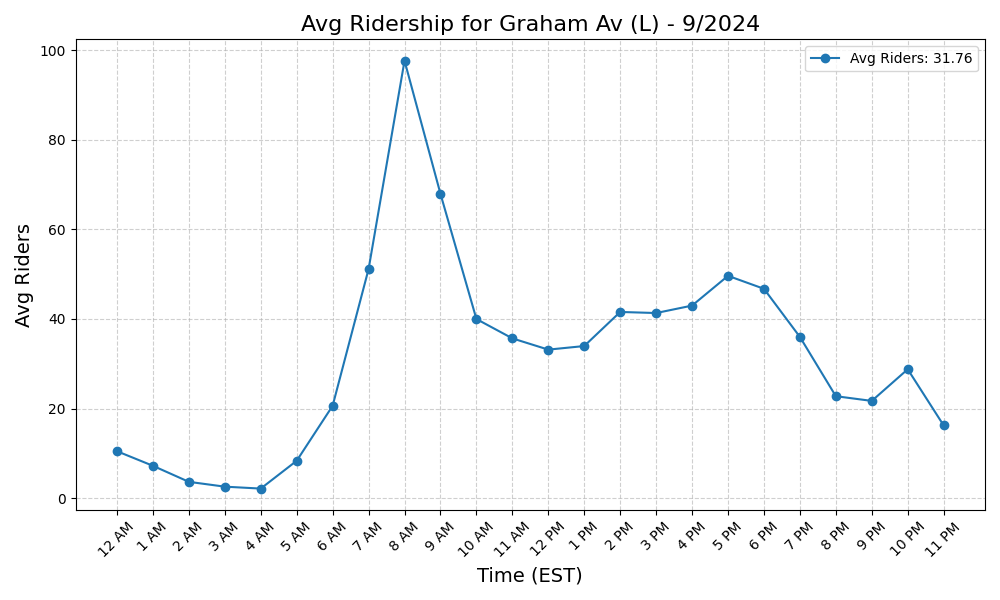 Avg Ridership for Graham Av (L) - 9/2024
Avg Riders: 31.76
Avg Riders
100
80
60
40
20
0
12 AM
1 AM
2 AM
3 AM
4 AM
5 AM
6 AM
7 AM
8 AM
9 AM
10 AM
11 AM
12 PM
1 PM
2 PM
3 PM
4 PM
5 PM
6 PM
7 PM
8 PM
9 PM
10 PM
11 PM
Time (EST)